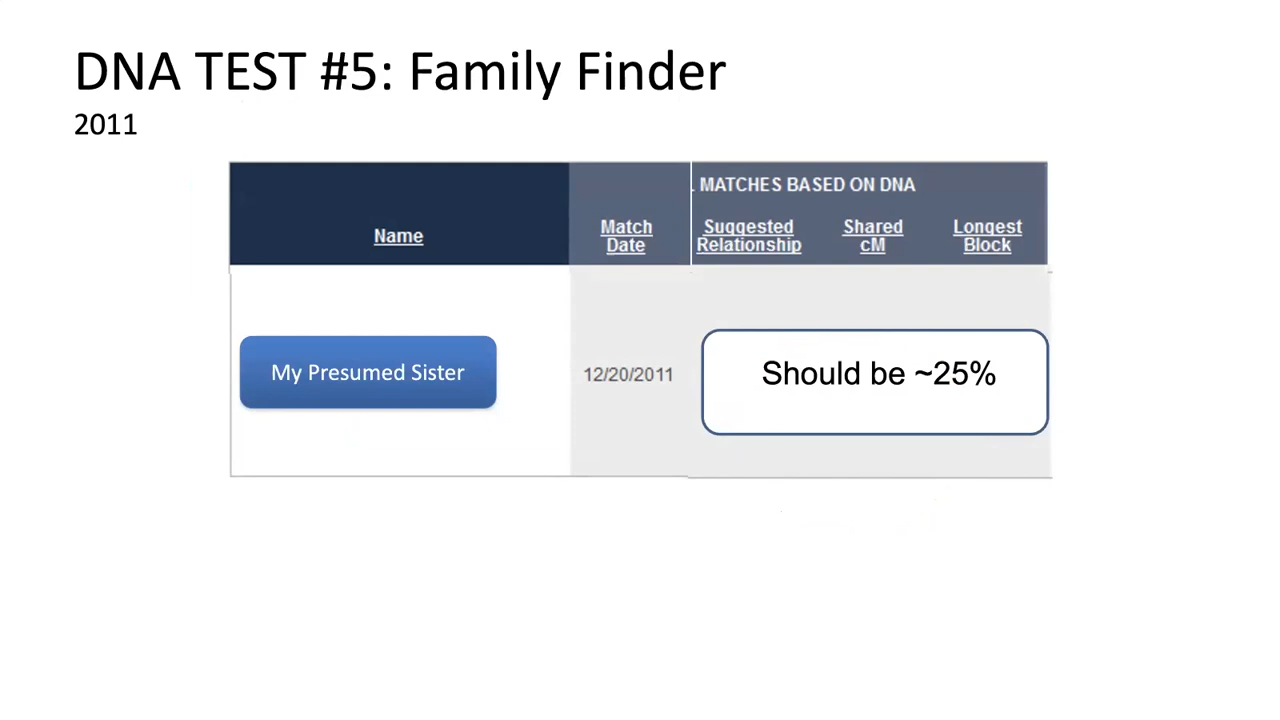 DNA TEST #5: Family Finder
2011
MATCHES BASED ON DNA
Name
Match
Date
Suggested
Relationship
Shared
cM
Longest
Block
My Presumed Sister
12/20/2011
Should be ~25%